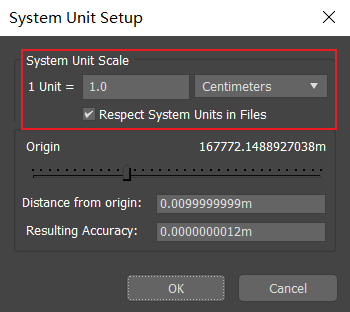 System Unit Setup
System Unit Scale
1 Unit = 1.0 Centimeters
Respect System Units in Files
Origin 167772.1488927038m
Distance from origin: 0.0099999999m
Resulting Accuracy: 0.0000000012m
OK Cancel